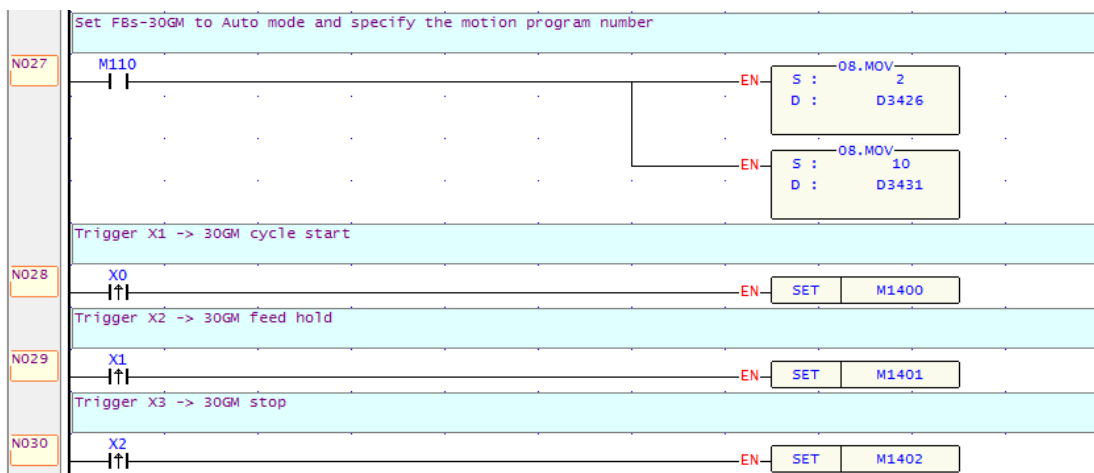 Set FBs-30GM to Auto mode and specify the motion program number
N027
M110
EN
08.MOV
S : 2
D : D3426
EN
08.MOV
S : 10
D : D3431
Trigger X1 -> 30GM cycle start
N028
X0
EN SET M1400
Trigger X2 -> 30GM feed hold
N029
X1
EN SET M1401
Trigger X3 -> 30GM stop
N030
X2
EN SET M1402